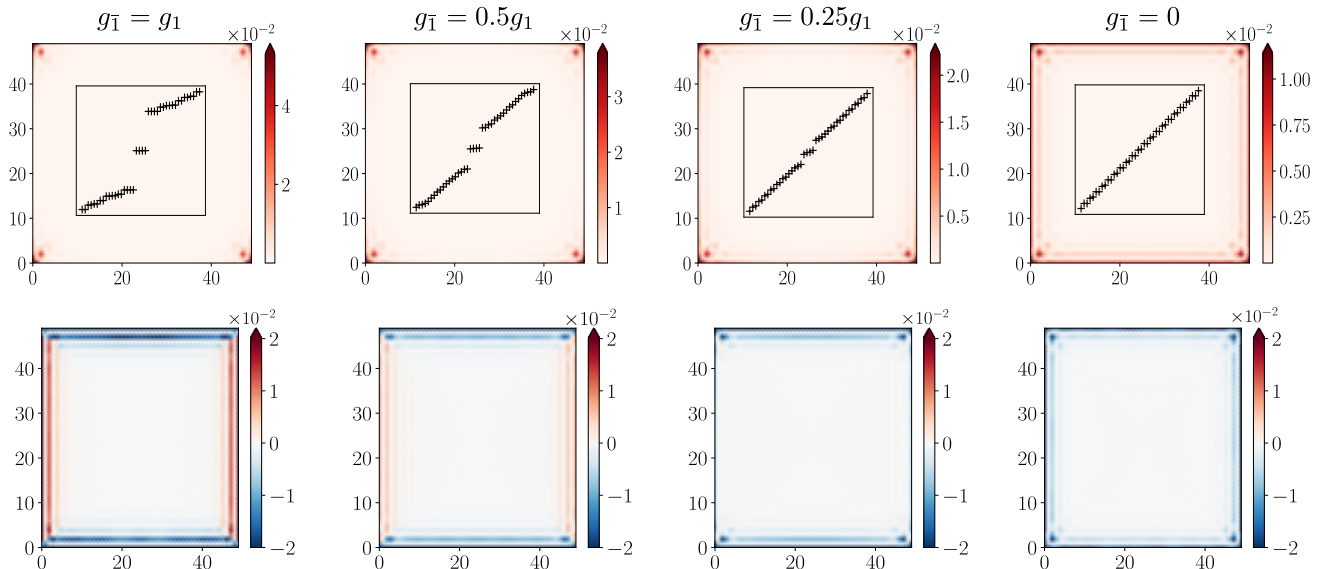 $g_{\bar{1}} = g_1$
$g_{\bar{1}} = 0.5g_1$
$g_{\bar{1}} = 0.25g_1$
$g_{\bar{1}} = 0$
×10⁻² ×10⁻² ×10⁻² ×10⁻²
40 4 40 3 40 2.0 40 1.00
30 30 30 1.5 30 0.75
20 2 20 2 20 1.0 20 0.50
10 10 1 10 0.5 10 0.25
0 0 0 0
0 20 40 0 20 40 0 20 40 0 20 40
×10⁻² ×10⁻² ×10⁻² ×10⁻²
2 2 2 2
40 1 40 1 40 1 40 1
30 30 30 30
20 0 20 0 20 0 20 0
10 −1 10 −1 10 −1 10 −1
0 −2 0 −2 0 −2 0 −2
0 20 40 0 20 40 0 20 40 0 20 40